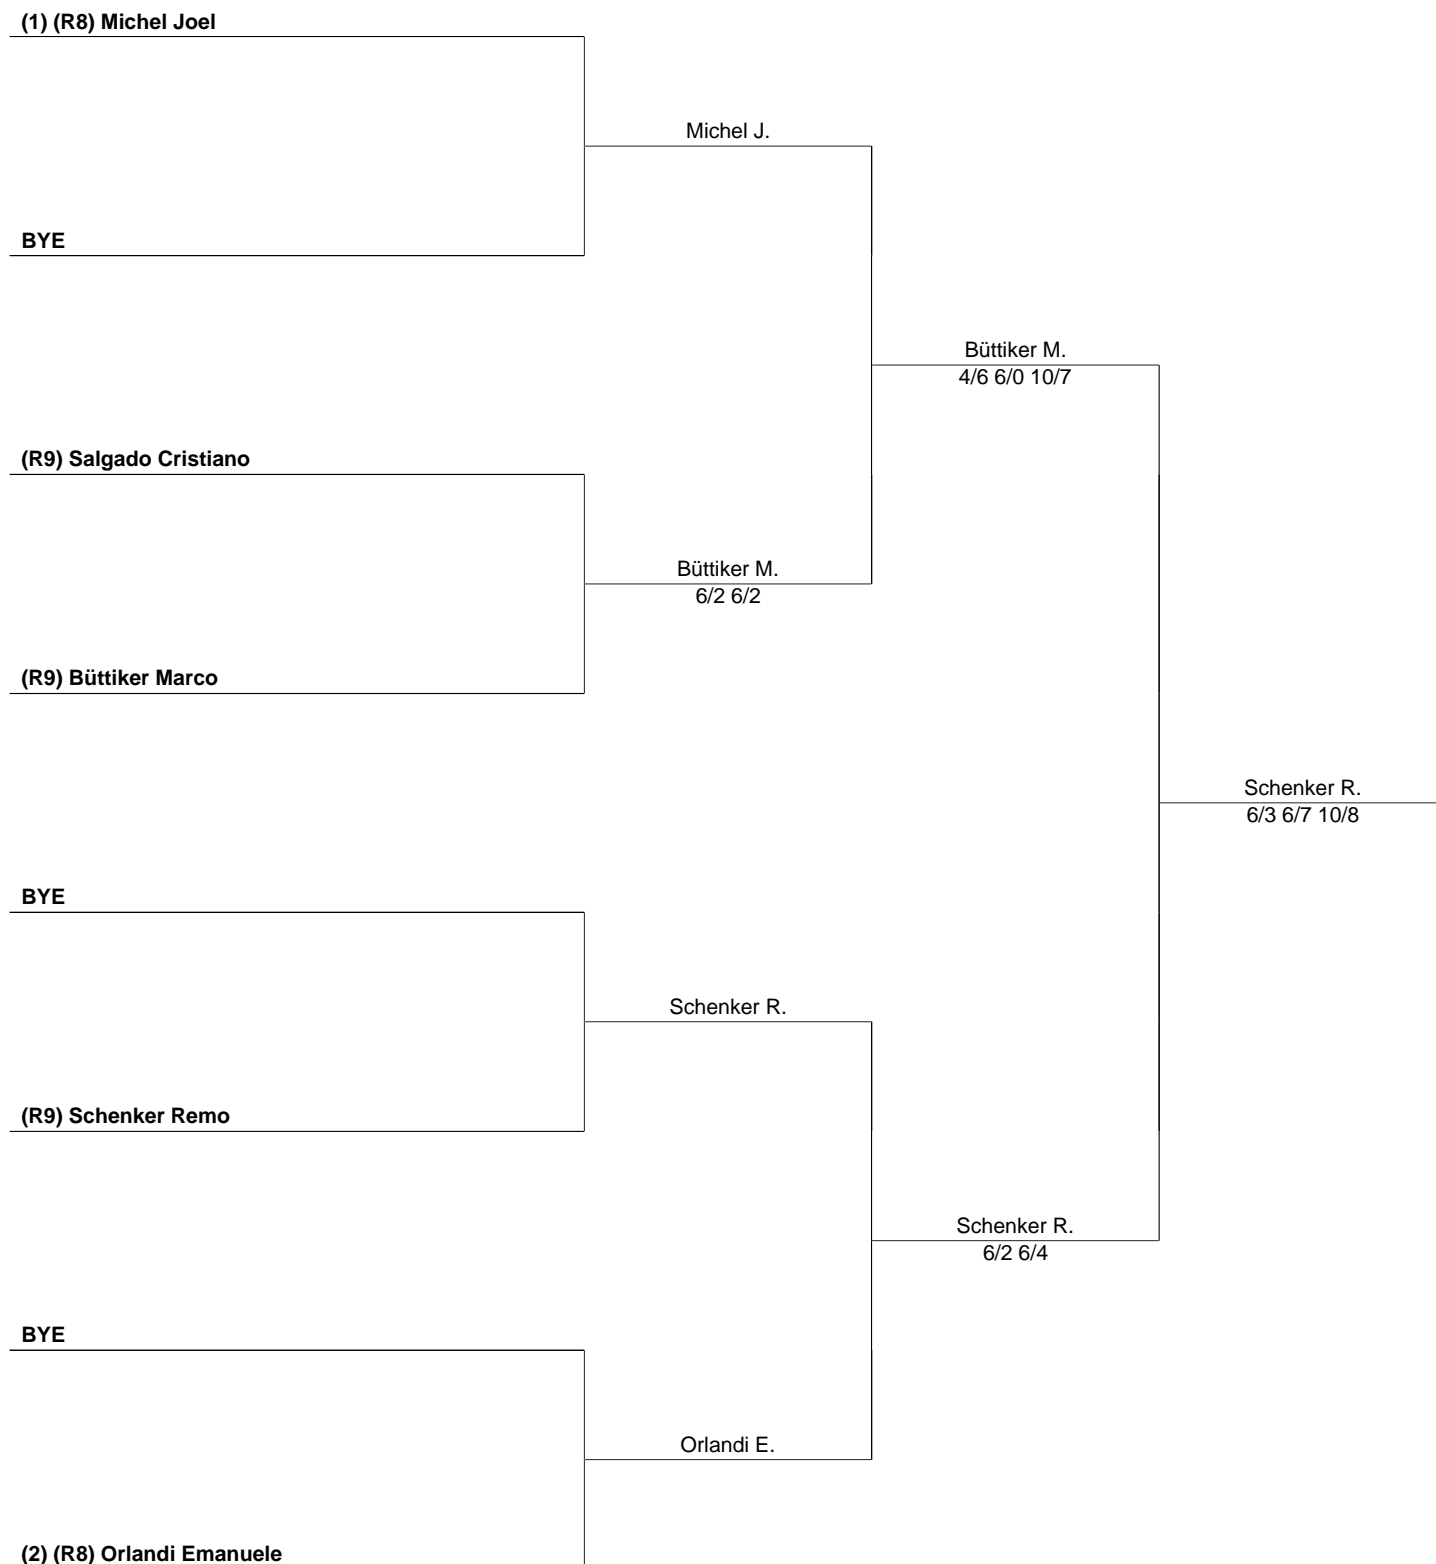 (1) (R8) Michel Joel
Michel J.
BYE
Büttiker M.
4/6 6/0 10/7
(R9) Salgado Cristiano
Büttiker M.
6/2 6/2
(R9) Büttiker Marco
Schenker R.
6/3 6/7 10/8
BYE
Schenker R.
(R9) Schenker Remo
Schenker R.
6/2 6/4
BYE
Orlandi E.
(2) (R8) Orlandi Emanuele